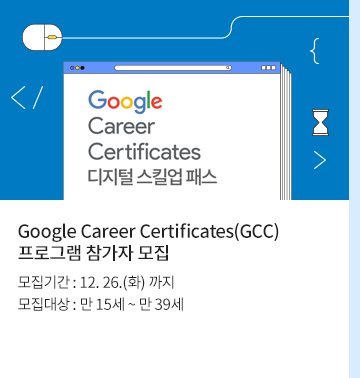 </
{
>
Google
Career
Certificates
디지털 스킬업 패스
Google Career Certificates(GCC)
프로그램 참가자 모집
모집기간 : 12. 26.(화) 까지
모집대상 : 만 15세 ~ 만 39세